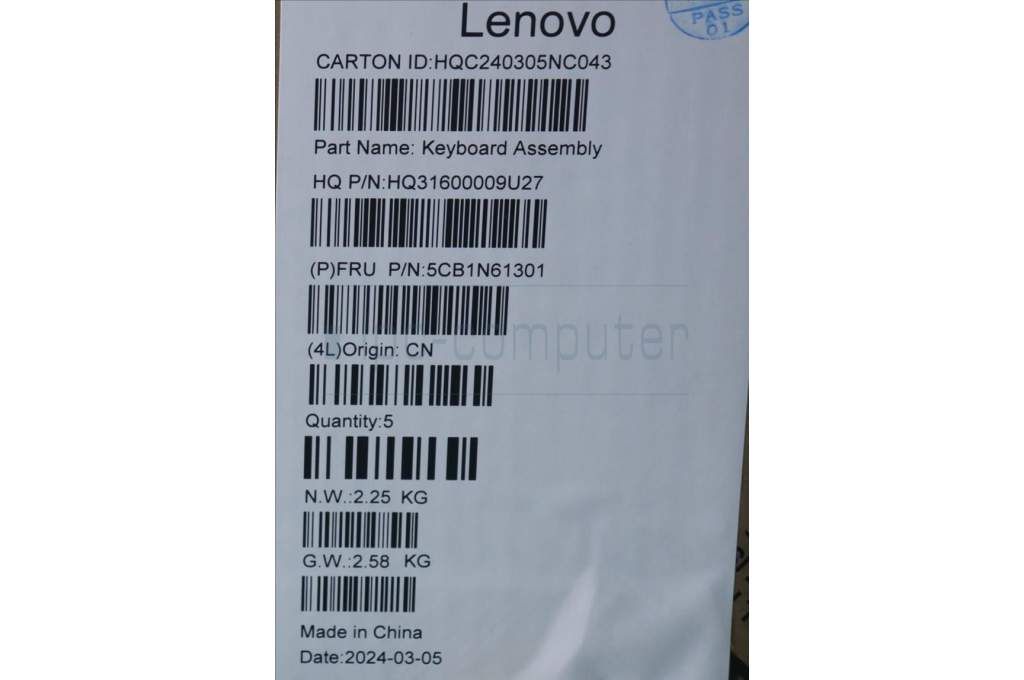 Lenovo
PASS
01
CARTON ID:HQC240305NC043
Part Name: Keyboard Assembly
HQ P/N:HQ31600009U27
(P)FRU P/N:5CB1N61301
-computer
(4L)Origin: CN
Quantity:5
N.W.:2.25 KG
G.W.:2.58 KG
Made in China
Date:2024-03-05